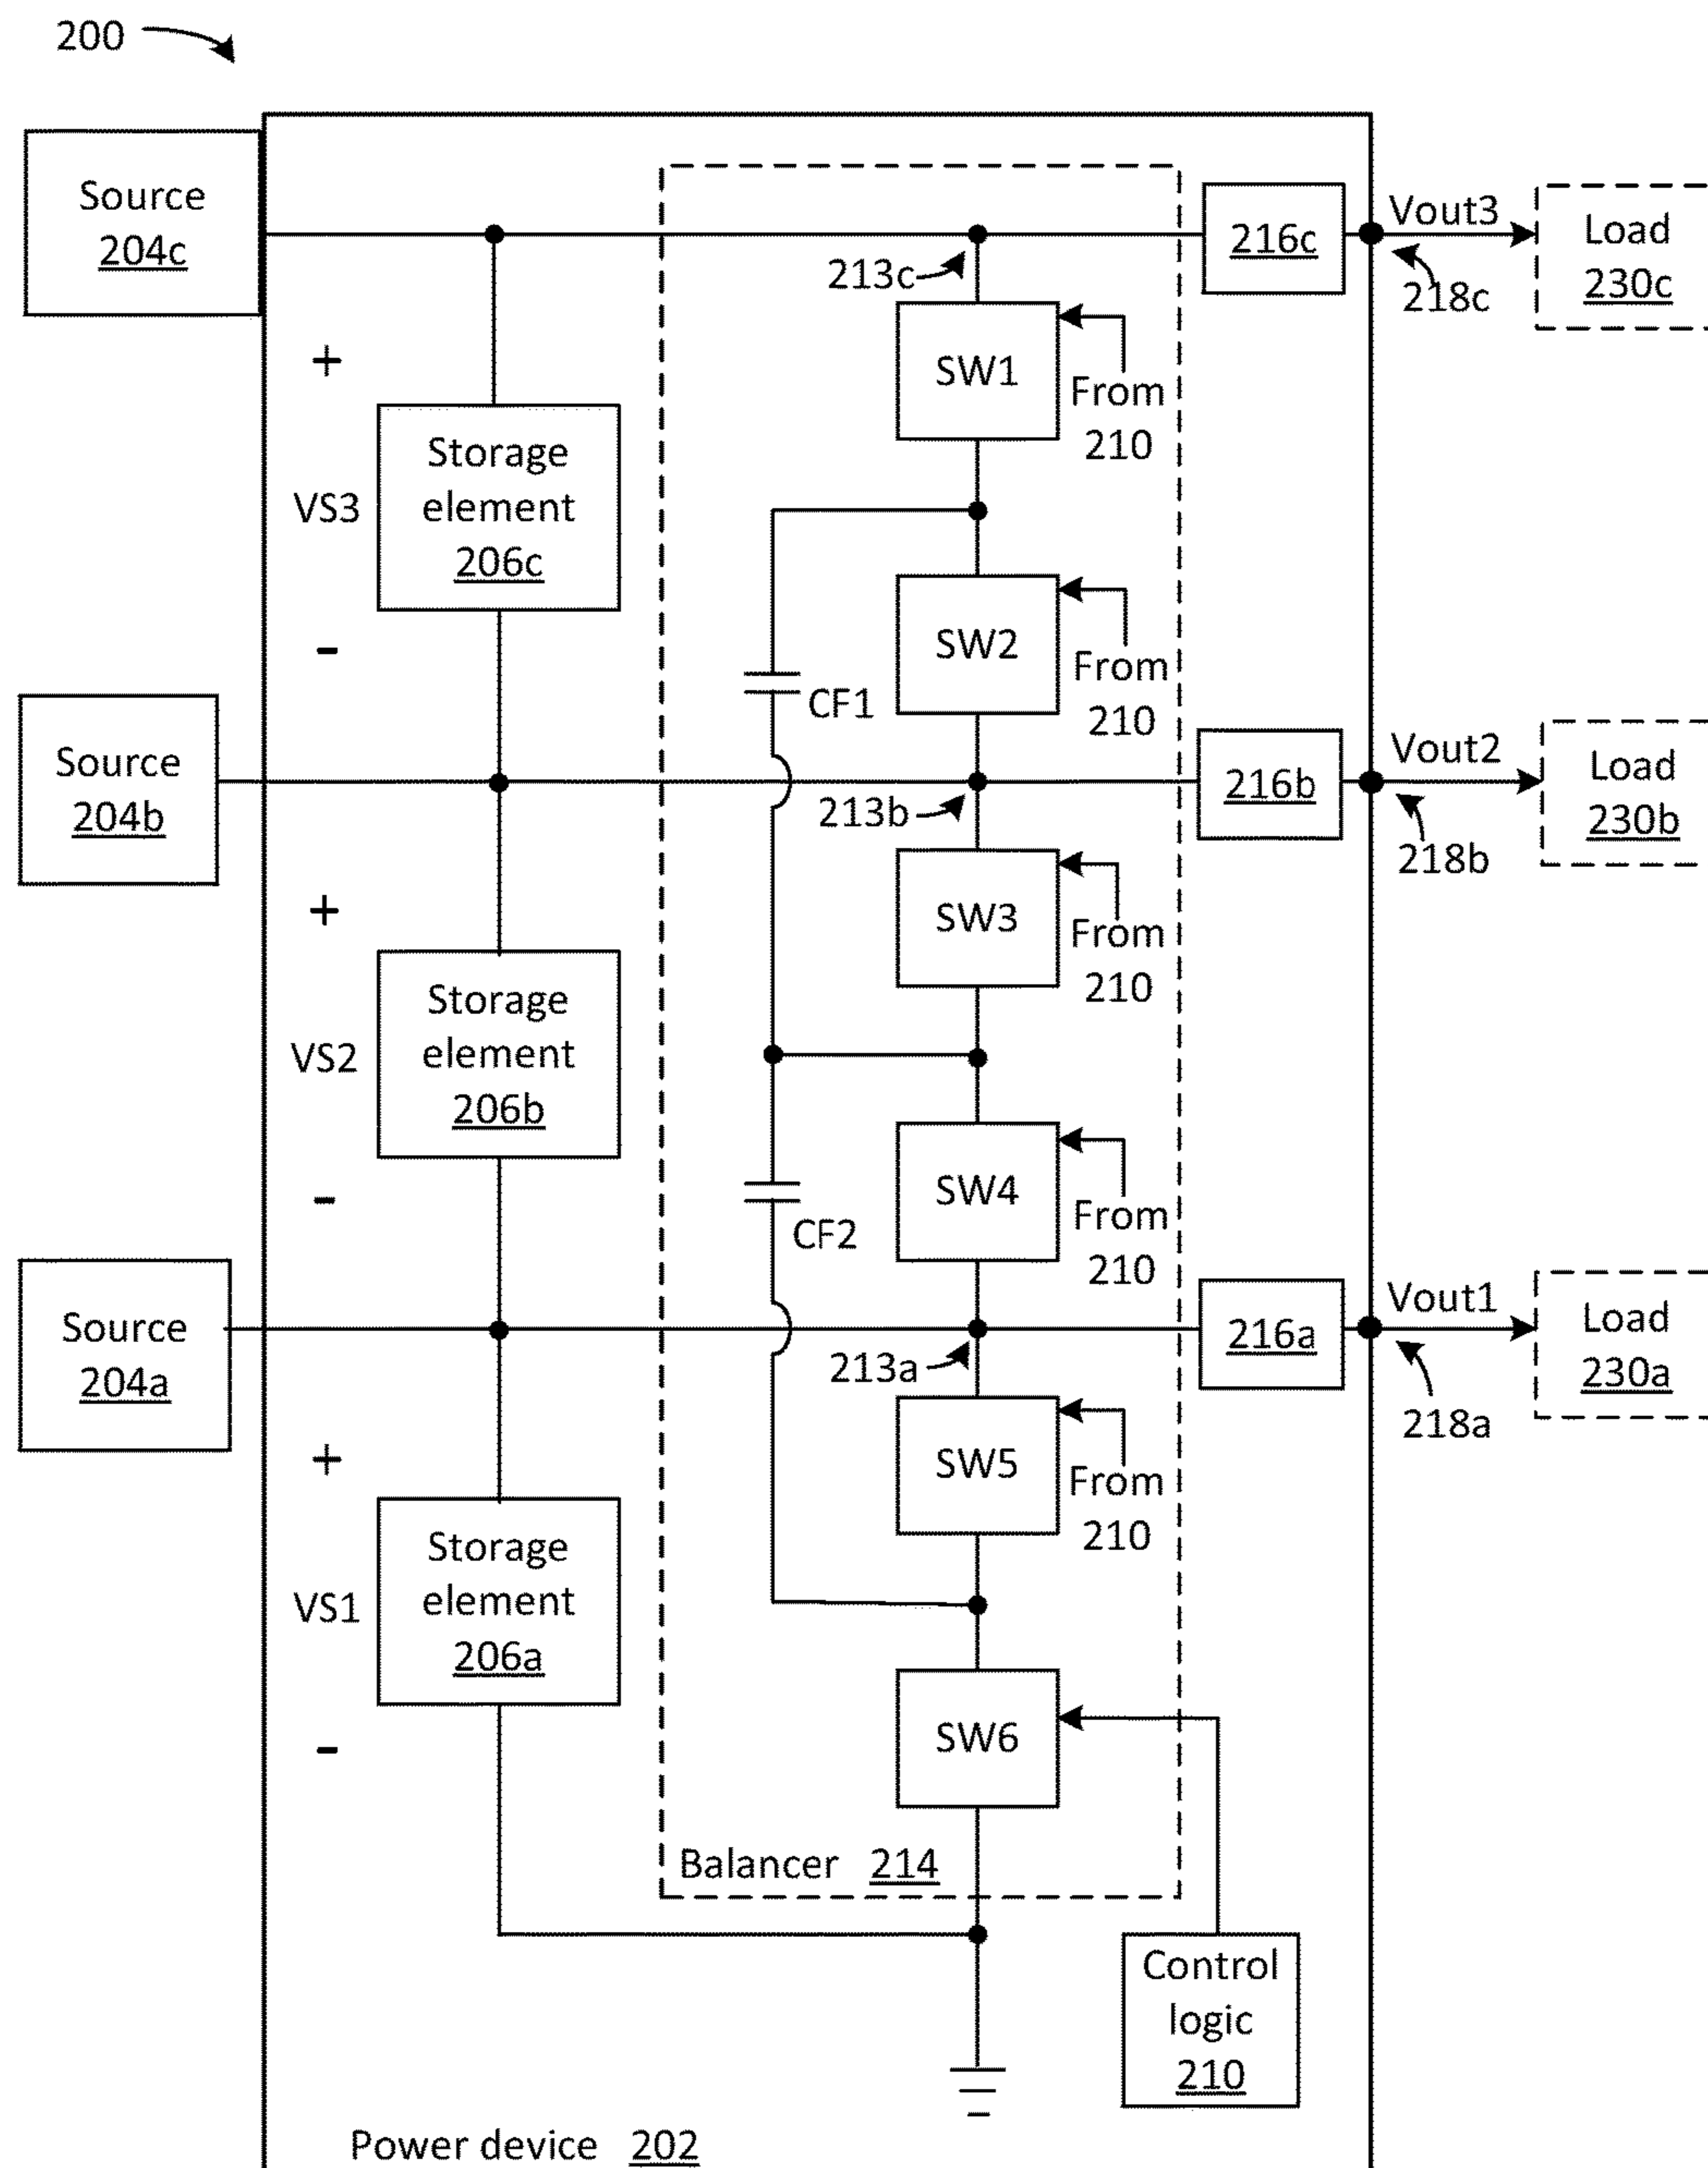 200
Source
204c
216c
Vout3
Load
230c
213c
218c
+
SW1
From
210
Storage
element
206c
VS3
SW2
From
210
-
CF1
Source
204b
216b
Vout2
Load
230b
213b
218b
+
SW3
From
210
Storage
element
206b
VS2
SW4
From
210
-
CF2
Source
204a
216a
Vout1
Load
230a
213a
218a
+
SW5
From
210
Storage
element
206a
VS1
SW6
-
Balancer 214
Control
logic
210
Power device 202